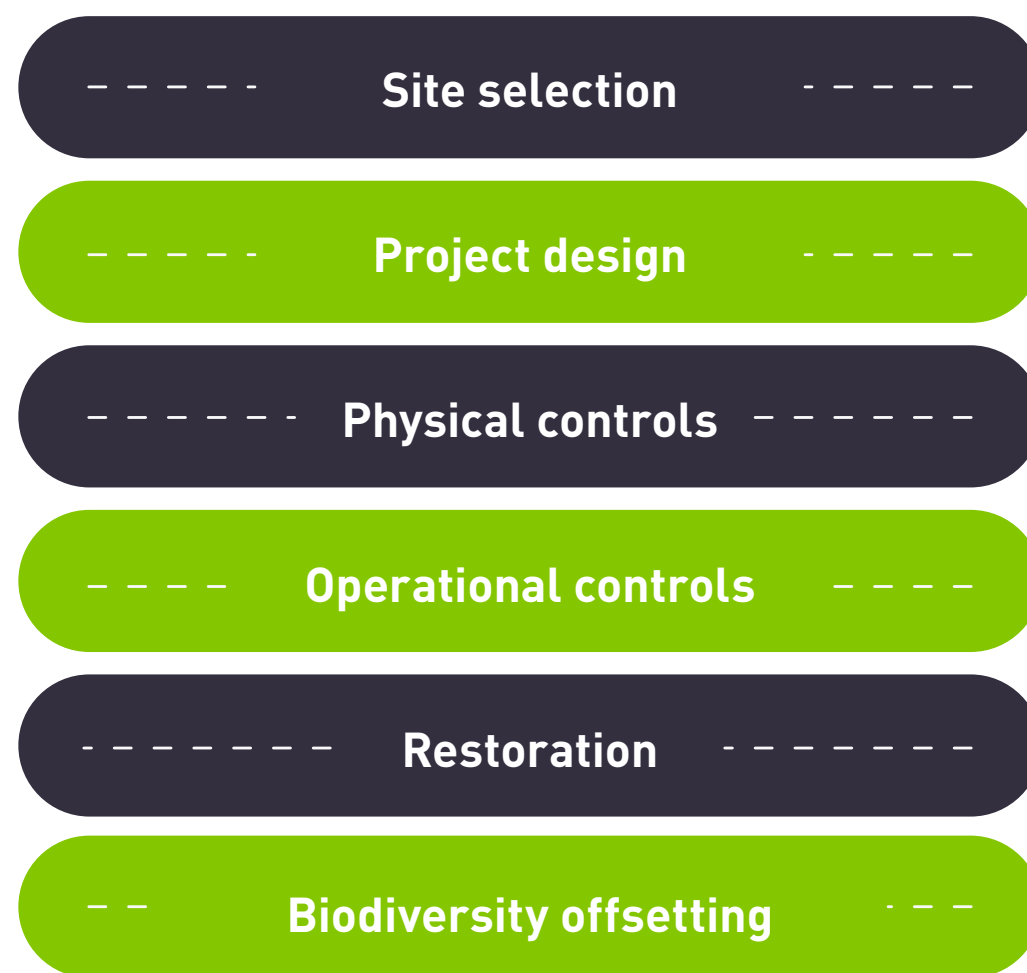 Site selection
Project design
Physical controls
Operational controls
Restoration
Biodiversity offsetting